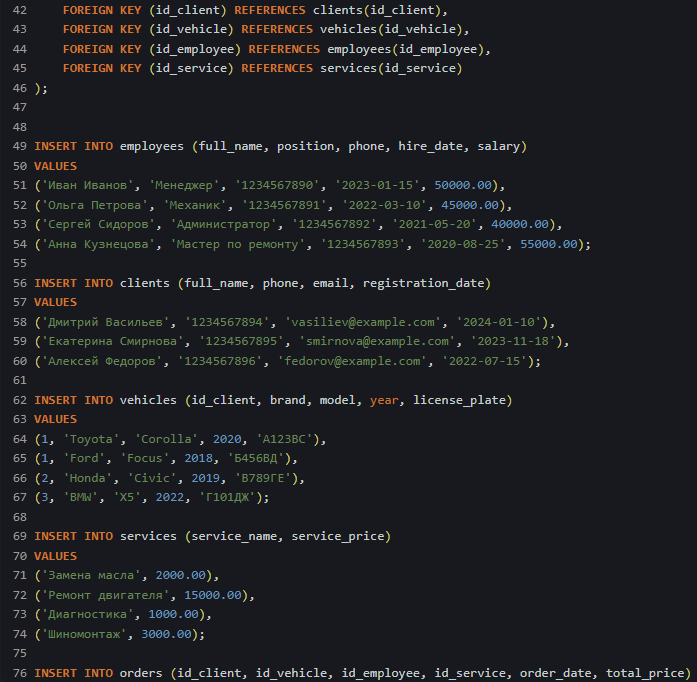 42     FOREIGN KEY (id_client) REFERENCES clients(id_client),
43     FOREIGN KEY (id_vehicle) REFERENCES vehicles(id_vehicle),
44     FOREIGN KEY (id_employee) REFERENCES employees(id_employee),
45     FOREIGN KEY (id_service) REFERENCES services(id_service)
46 );
47
48
49 INSERT INTO employees (full_name, position, phone, hire_date, salary)
50 VALUES
51 ('Иван Иванов', 'Менеджер', '1234567890', '2023-01-15', 50000.00),
52 ('Ольга Петрова', 'Механик', '1234567891', '2022-03-10', 45000.00),
53 ('Сергей Сидоров', 'Администратор', '1234567892', '2021-05-20', 40000.00),
54 ('Анна Кузнецова', 'Мастер по ремонту', '1234567893', '2020-08-25', 55000.00);
55
56 INSERT INTO clients (full_name, phone, email, registration_date)
57 VALUES
58 ('Дмитрий Васильев', '1234567894', 'vasiliev@example.com', '2024-01-10'),
59 ('Екатерина Смирнова', '1234567895', 'smirnova@example.com', '2023-11-18'),
60 ('Алексей Федоров', '1234567896', 'fedorov@example.com', '2022-07-15');
61
62 INSERT INTO vehicles (id_client, brand, model, year, license_plate)
63 VALUES
64 (1, 'Toyota', 'Corolla', 2020, 'А123ВС'),
65 (1, 'Ford', 'Focus', 2018, 'Б456ВД'),
66 (2, 'Honda', 'Civic', 2019, 'В789ГЕ'),
67 (3, 'BMW', 'X5', 2022, 'Г101ДЖ');
68
69 INSERT INTO services (service_name, service_price)
70 VALUES
71 ('Замена масла', 2000.00),
72 ('Ремонт двигателя', 15000.00),
73 ('Диагностика', 1000.00),
74 ('Шиномонтаж', 3000.00);
75
76 INSERT INTO orders (id_client, id_vehicle, id_employee, id_service, order_date, total_price)